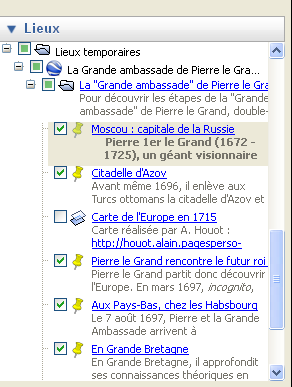 Lieux
Lieux temporaires
La Grande ambassade de Pierre le Gra...
La "Grande ambassade" de Pierre le Gra
Pour découvrir les étapes de la "Grande
ambassade de Pierre le Grand, double-
Moscou : capitale de la Russie
Pierre 1er le Grand (1672 -
1725), un géant visionnaire
Citadelle d'Azov
Avant même 1696, il enlève aux
Turcs ottomans la citadelle d'Azov et
Carte de l'Europe en 1715
Carte réalisée par A. Houot :
http://houot.alain.pagesperso-
Pierre le Grand rencontre le futur roi
Pierre le Grand partit donc découvrir
l'Europe. En mars 1697, incognito,
Aux Pays-Bas, chez les Habsbourg
Le 7 août 1697, Pierre et la Grande
Ambassade arrivent à
En Grande Bretagne
En Grande Bretagne, il approfondit
ses connaissances théoriques en